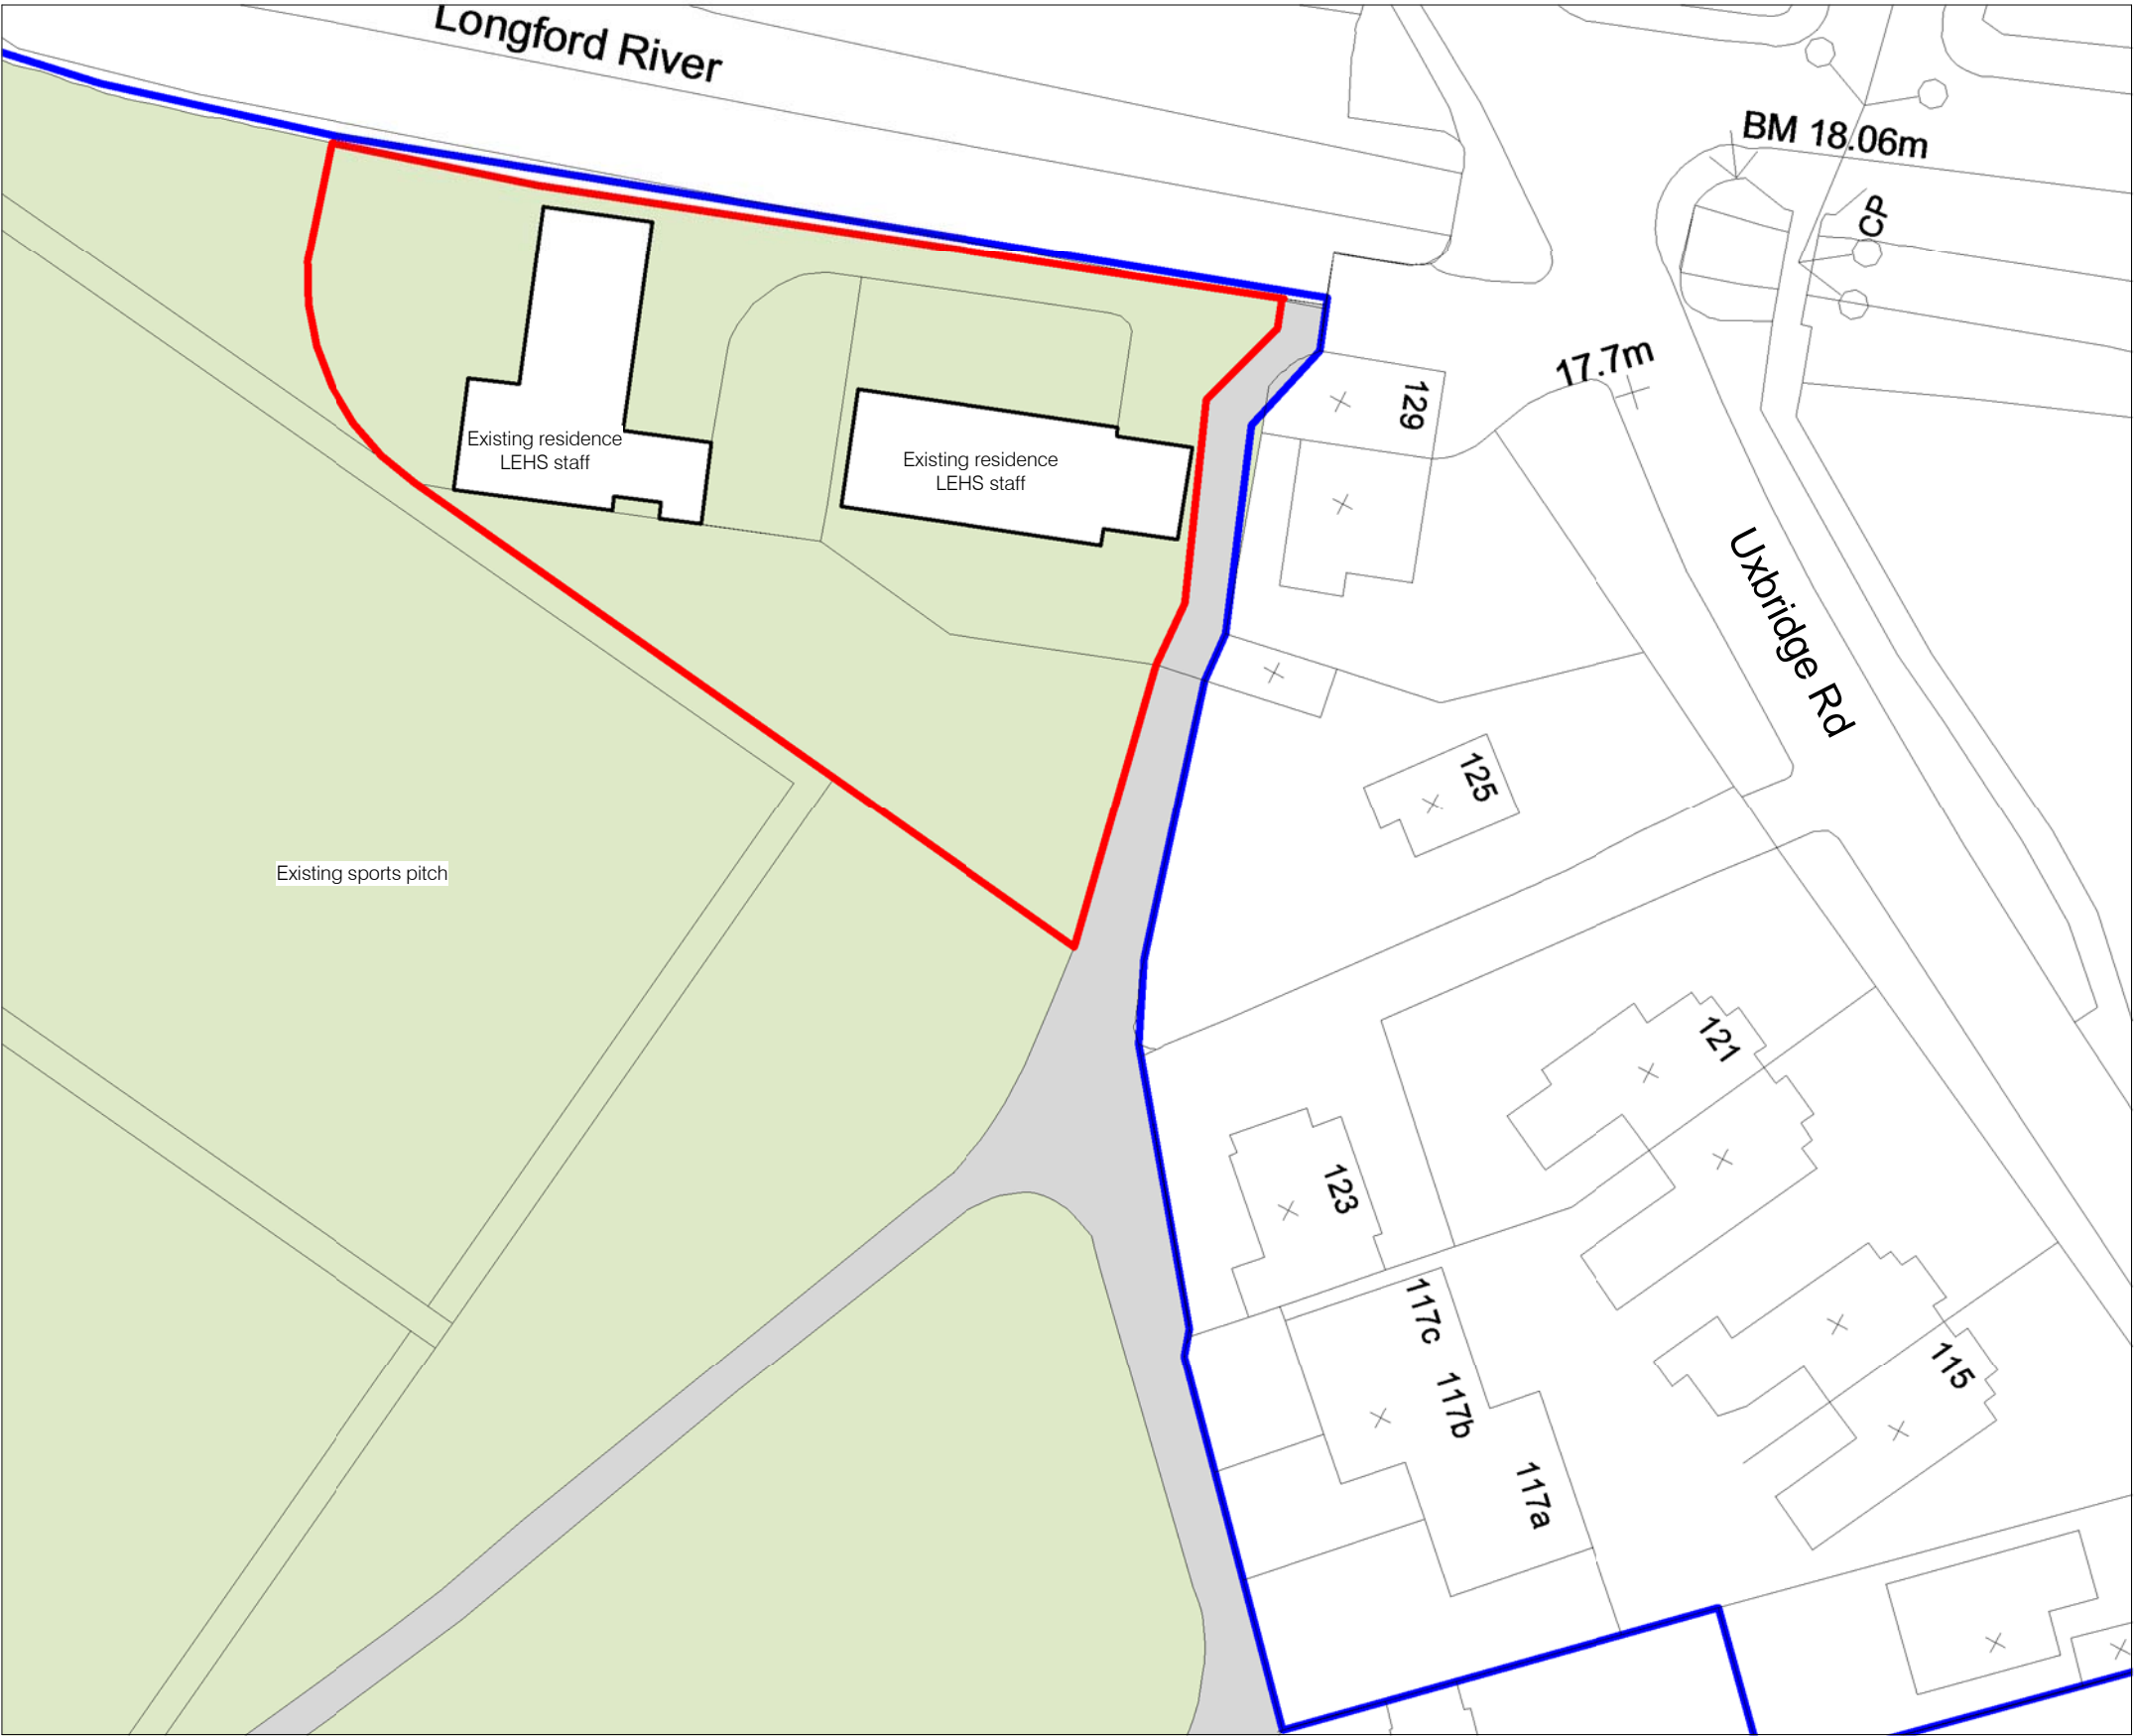 Longford River
BM 18.06m
CP
17.7m
129
Existing residence
LEHS staff
Existing residence
LEHS staff
Uxbridge Rd
125
Existing sports pitch
121
123
117c
117b
117a
115